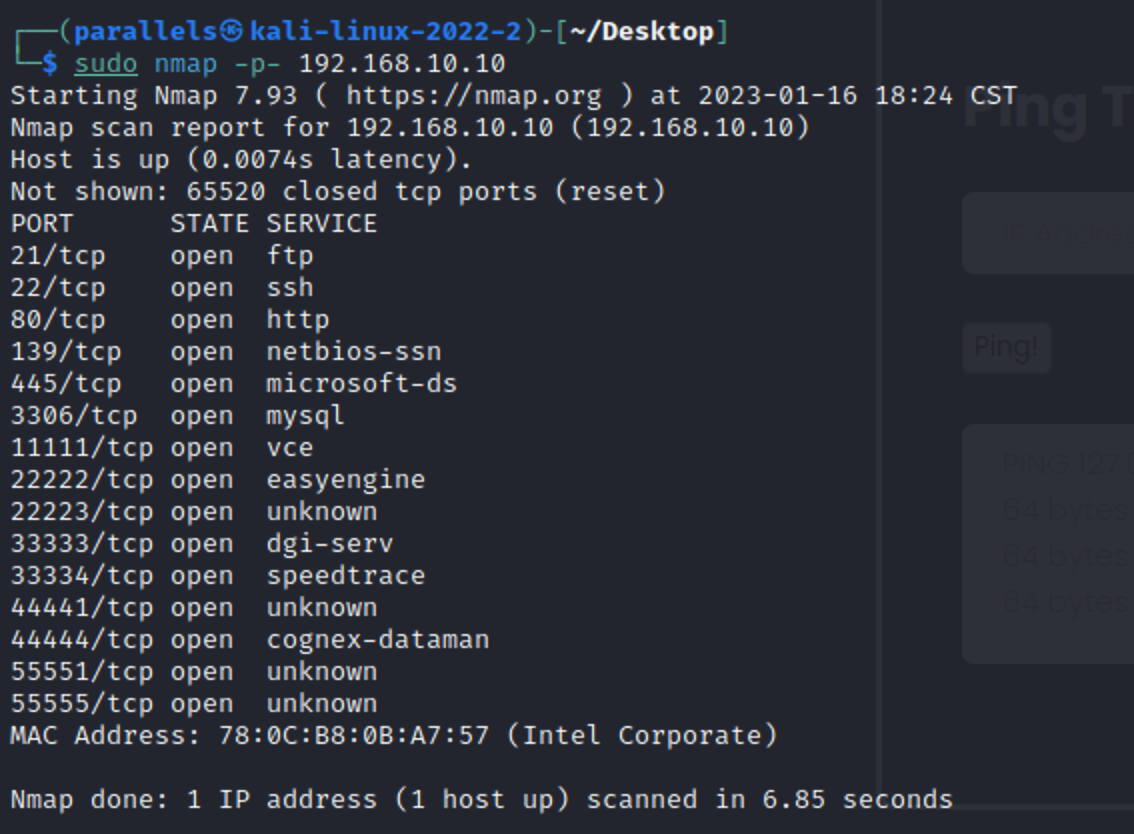 ┌──(parallels㉿kali-linux-2022-2)-[~/Desktop]
└─$ sudo nmap -p- 192.168.10.10
Starting Nmap 7.93 ( https://nmap.org ) at 2023-01-16 18:24 CST
Nmap scan report for 192.168.10.10 (192.168.10.10)
Host is up (0.0074s latency).
Not shown: 65520 closed tcp ports (reset)
PORT      STATE SERVICE
21/tcp    open  ftp
22/tcp    open  ssh
80/tcp    open  http
139/tcp   open  netbios-ssn
445/tcp   open  microsoft-ds
3306/tcp  open  mysql
11111/tcp open  vce
22222/tcp open  easyengine
22223/tcp open  unknown
33333/tcp open  dgi-serv
33334/tcp open  speedtrace
44441/tcp open  unknown
44444/tcp open  cognex-dataman
55551/tcp open  unknown
55555/tcp open  unknown
MAC Address: 78:0C:B8:0B:A7:57 (Intel Corporate)
Nmap done: 1 IP address (1 host up) scanned in 6.85 seconds
Ping T
IP Addre
Ping!
PING 127.
64 bytes
64 bytes
64 bytes